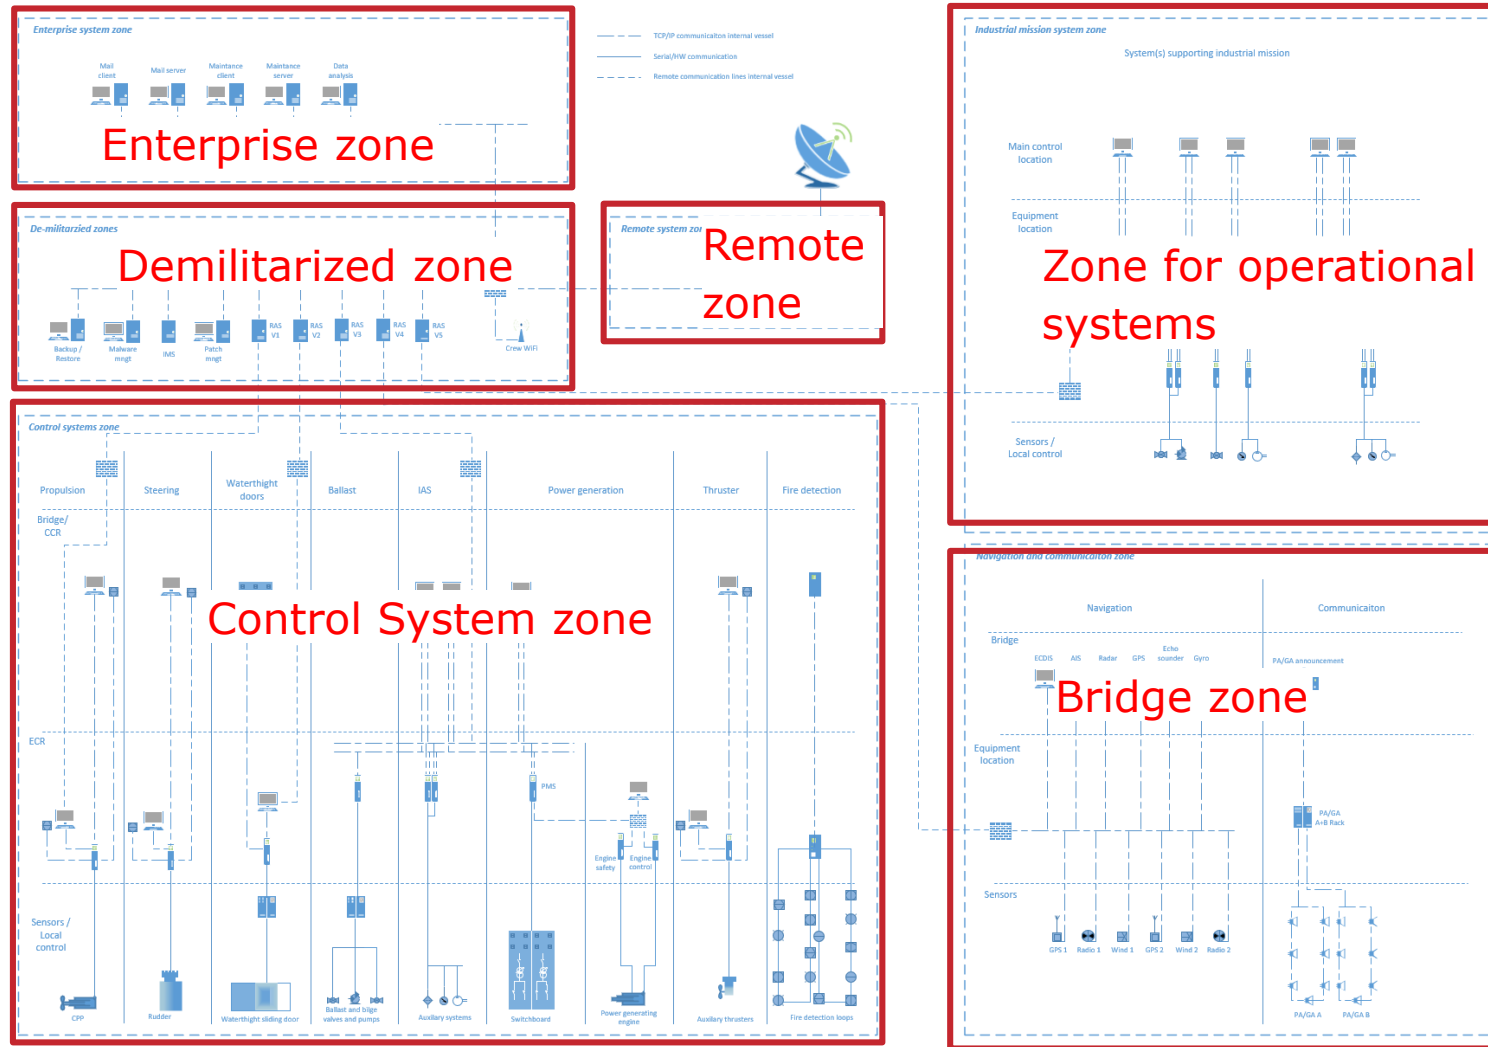 Enterprise system zone
Mail
client
Mail server
Maintance
client
Maintance
server
Data
analysis
Enterprise zone
TCP/IP communicaiton internal vessel
Serial/HW communication
Remote communication lines internal vessel
De-militarzied zones
Demilitarized zone
Backup /
Restore
Malware
mngt
IMS
Patch
mngt
RAS
V1
RAS
V2
RAS
V3
RAS
V4
RAS
V5
Crew WIFI
Remote system zon
Remote
zone
Industrial mission system zone
System(s) supporting industrial mission
Main control
location
Equipment
location
Zone for operational
systems
Sensors /
Local control
Control systems zone
Propulsion
Steering
Waterthight
doors
Ballast
IAS
Power generation
Thruster
Fire detection
Bridge/
CCR
Control System zone
ECR
PMS
Engine
safety
Engine
control
Sensors /
Local
control
CPP
Rudder
Waterthight sliding door
Ballast and bilge
valves and pumps
Auxilary systems
Switchboard
Power generating
engine
Auxilary thrusters
Fire detection loops
Navigation and communicaiton zone
Navigation
Communicaiton
Bridge
ECDIS
AIS
Radar
GPS
Echo
sounder
Gyro
PA/GA announcement
Bridge zone
Equipment
location
PA/GA
A+B Rack
Sensors
GPS 1
Radio 1
Wind 1
GPS 2
Wind 2
Radio 2
PA/GA A
PA/GA B